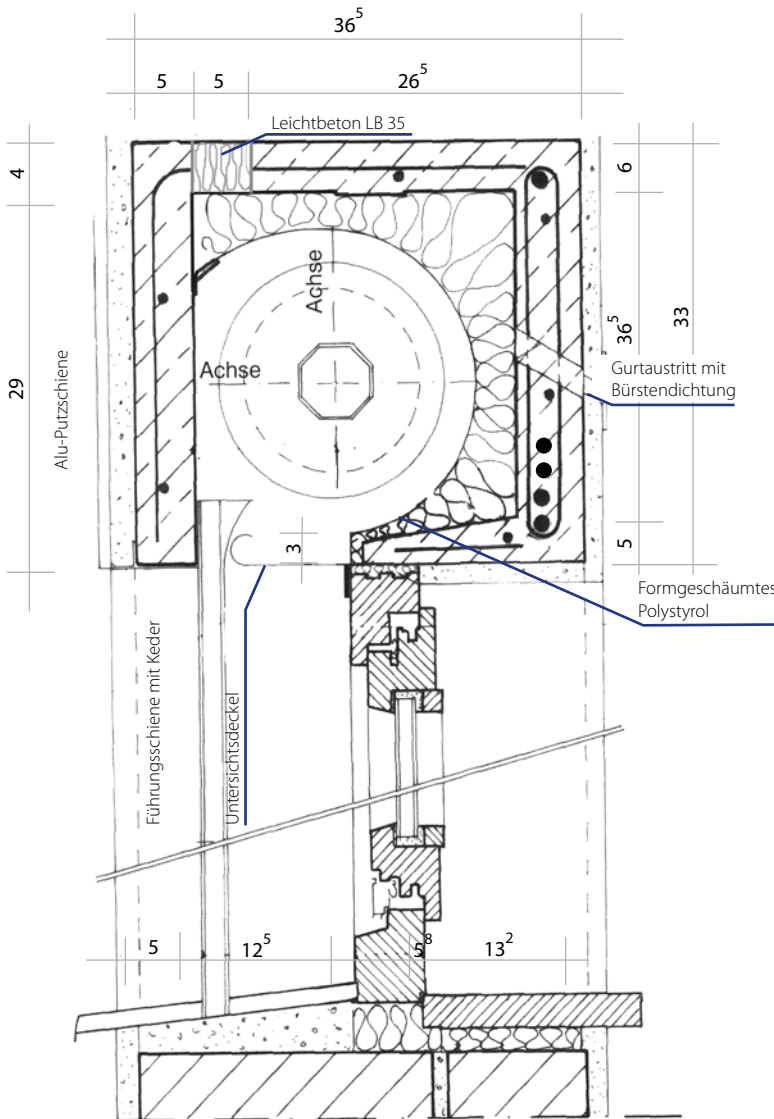 36⁵
5 5 26⁵
Leichtbeton LB 35
4
6
Achse
Achse
29
36⁵
33
Alu-Putzschiene
Gurtaustritt mit
Bürstendichtung
3
5
Formgeschäumtes
Polystyrol
Führungsschiene mit Keder
Untersichtsdeckel
5 12⁵ 5⁸ 13²